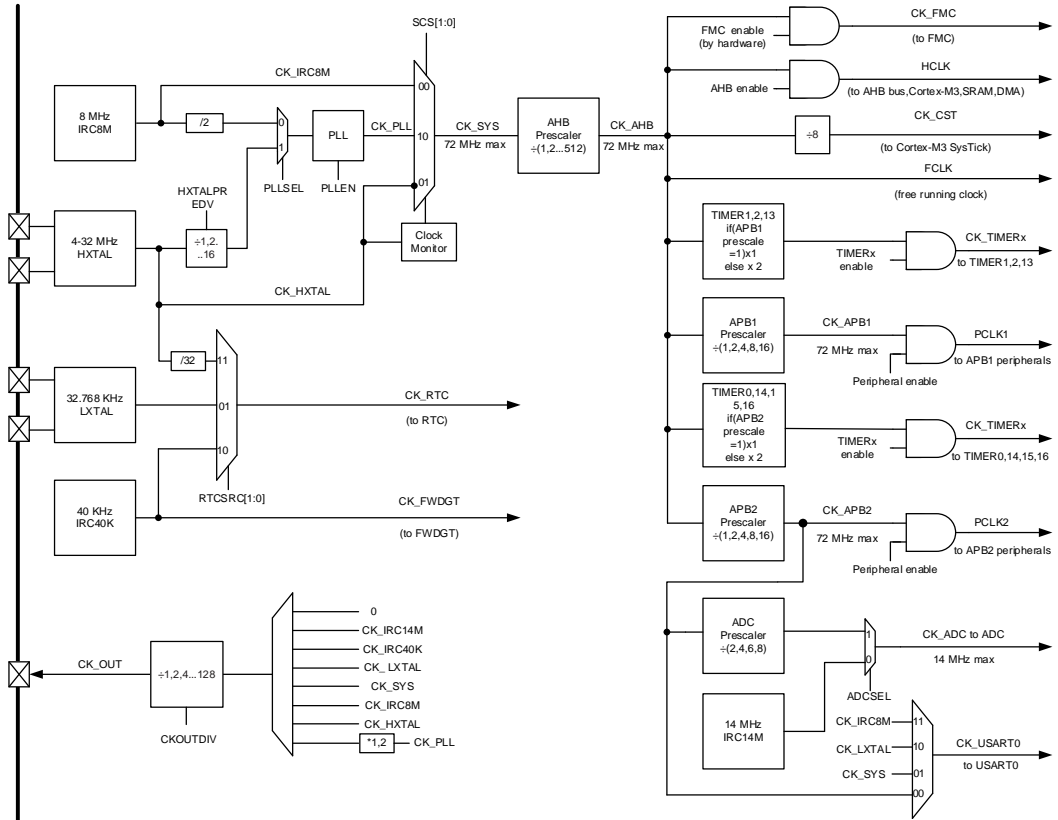 SCS[1:0]
CK_IRC8M
8 MHz
IRC8M
/2
0
1
PLLSEL
PLL
PLLEN
CK_PLL
00
10
01
CK_SYS
72 MHz max
AHB
Prescaler
÷(1,2...512)
CK_AHB
72 MHz max
HXTALPR
EDV
÷1,2.
..16
4-32 MHz
HXTAL
Clock
Monitor
CK_HXTAL
/32
11
01
10
32.768 KHz
LXTAL
CK_RTC
(to RTC)
RTCSRC[1:0]
40 KHz
IRC40K
CK_FWDGT
(to FWDGT)
CK_OUT
÷1,2,4...128
CKOUTDIV
0
CK_IRC14M
CK_IRC40K
CK_ LXTAL
CK_SYS
CK_IRC8M
CK_HXTAL
*1,2
CK_PLL
FMC enable
(by hardware)
CK_FMC
(to FMC)
AHB enable
HCLK
(to AHB bus,Cortex-M3,SRAM,DMA)
÷8
CK_CST
(to Cortex-M3 SysTick)
FCLK
(free running clock)
TIMER1,2,13
if(APB1
prescale
=1)x1
else x 2
TIMERx
enable
CK_TIMERx
to TIMER1,2,13
APB1
Prescaler
÷(1,2,4,8,16)
CK_APB1
72 MHz max
Peripheral enable
PCLK1
to APB1 peripherals
TIMER0,14,1
5,16
if(APB2
prescale
=1)x1
else x 2
TIMERx
enable
CK_TIMERx
to TIMER0,14,15,16
APB2
Prescaler
÷(1,2,4,8,16)
CK_APB2
72 MHz max
Peripheral enable
PCLK2
to APB2 peripherals
ADC
Prescaler
÷(2,4,6,8)
1
0
ADCSEL
CK_ADC to ADC
14 MHz max
14 MHz
IRC14M
CK_IRC8M
11
CK_LXTAL
10
CK_SYS
01
00
CK_USART0
to USART0